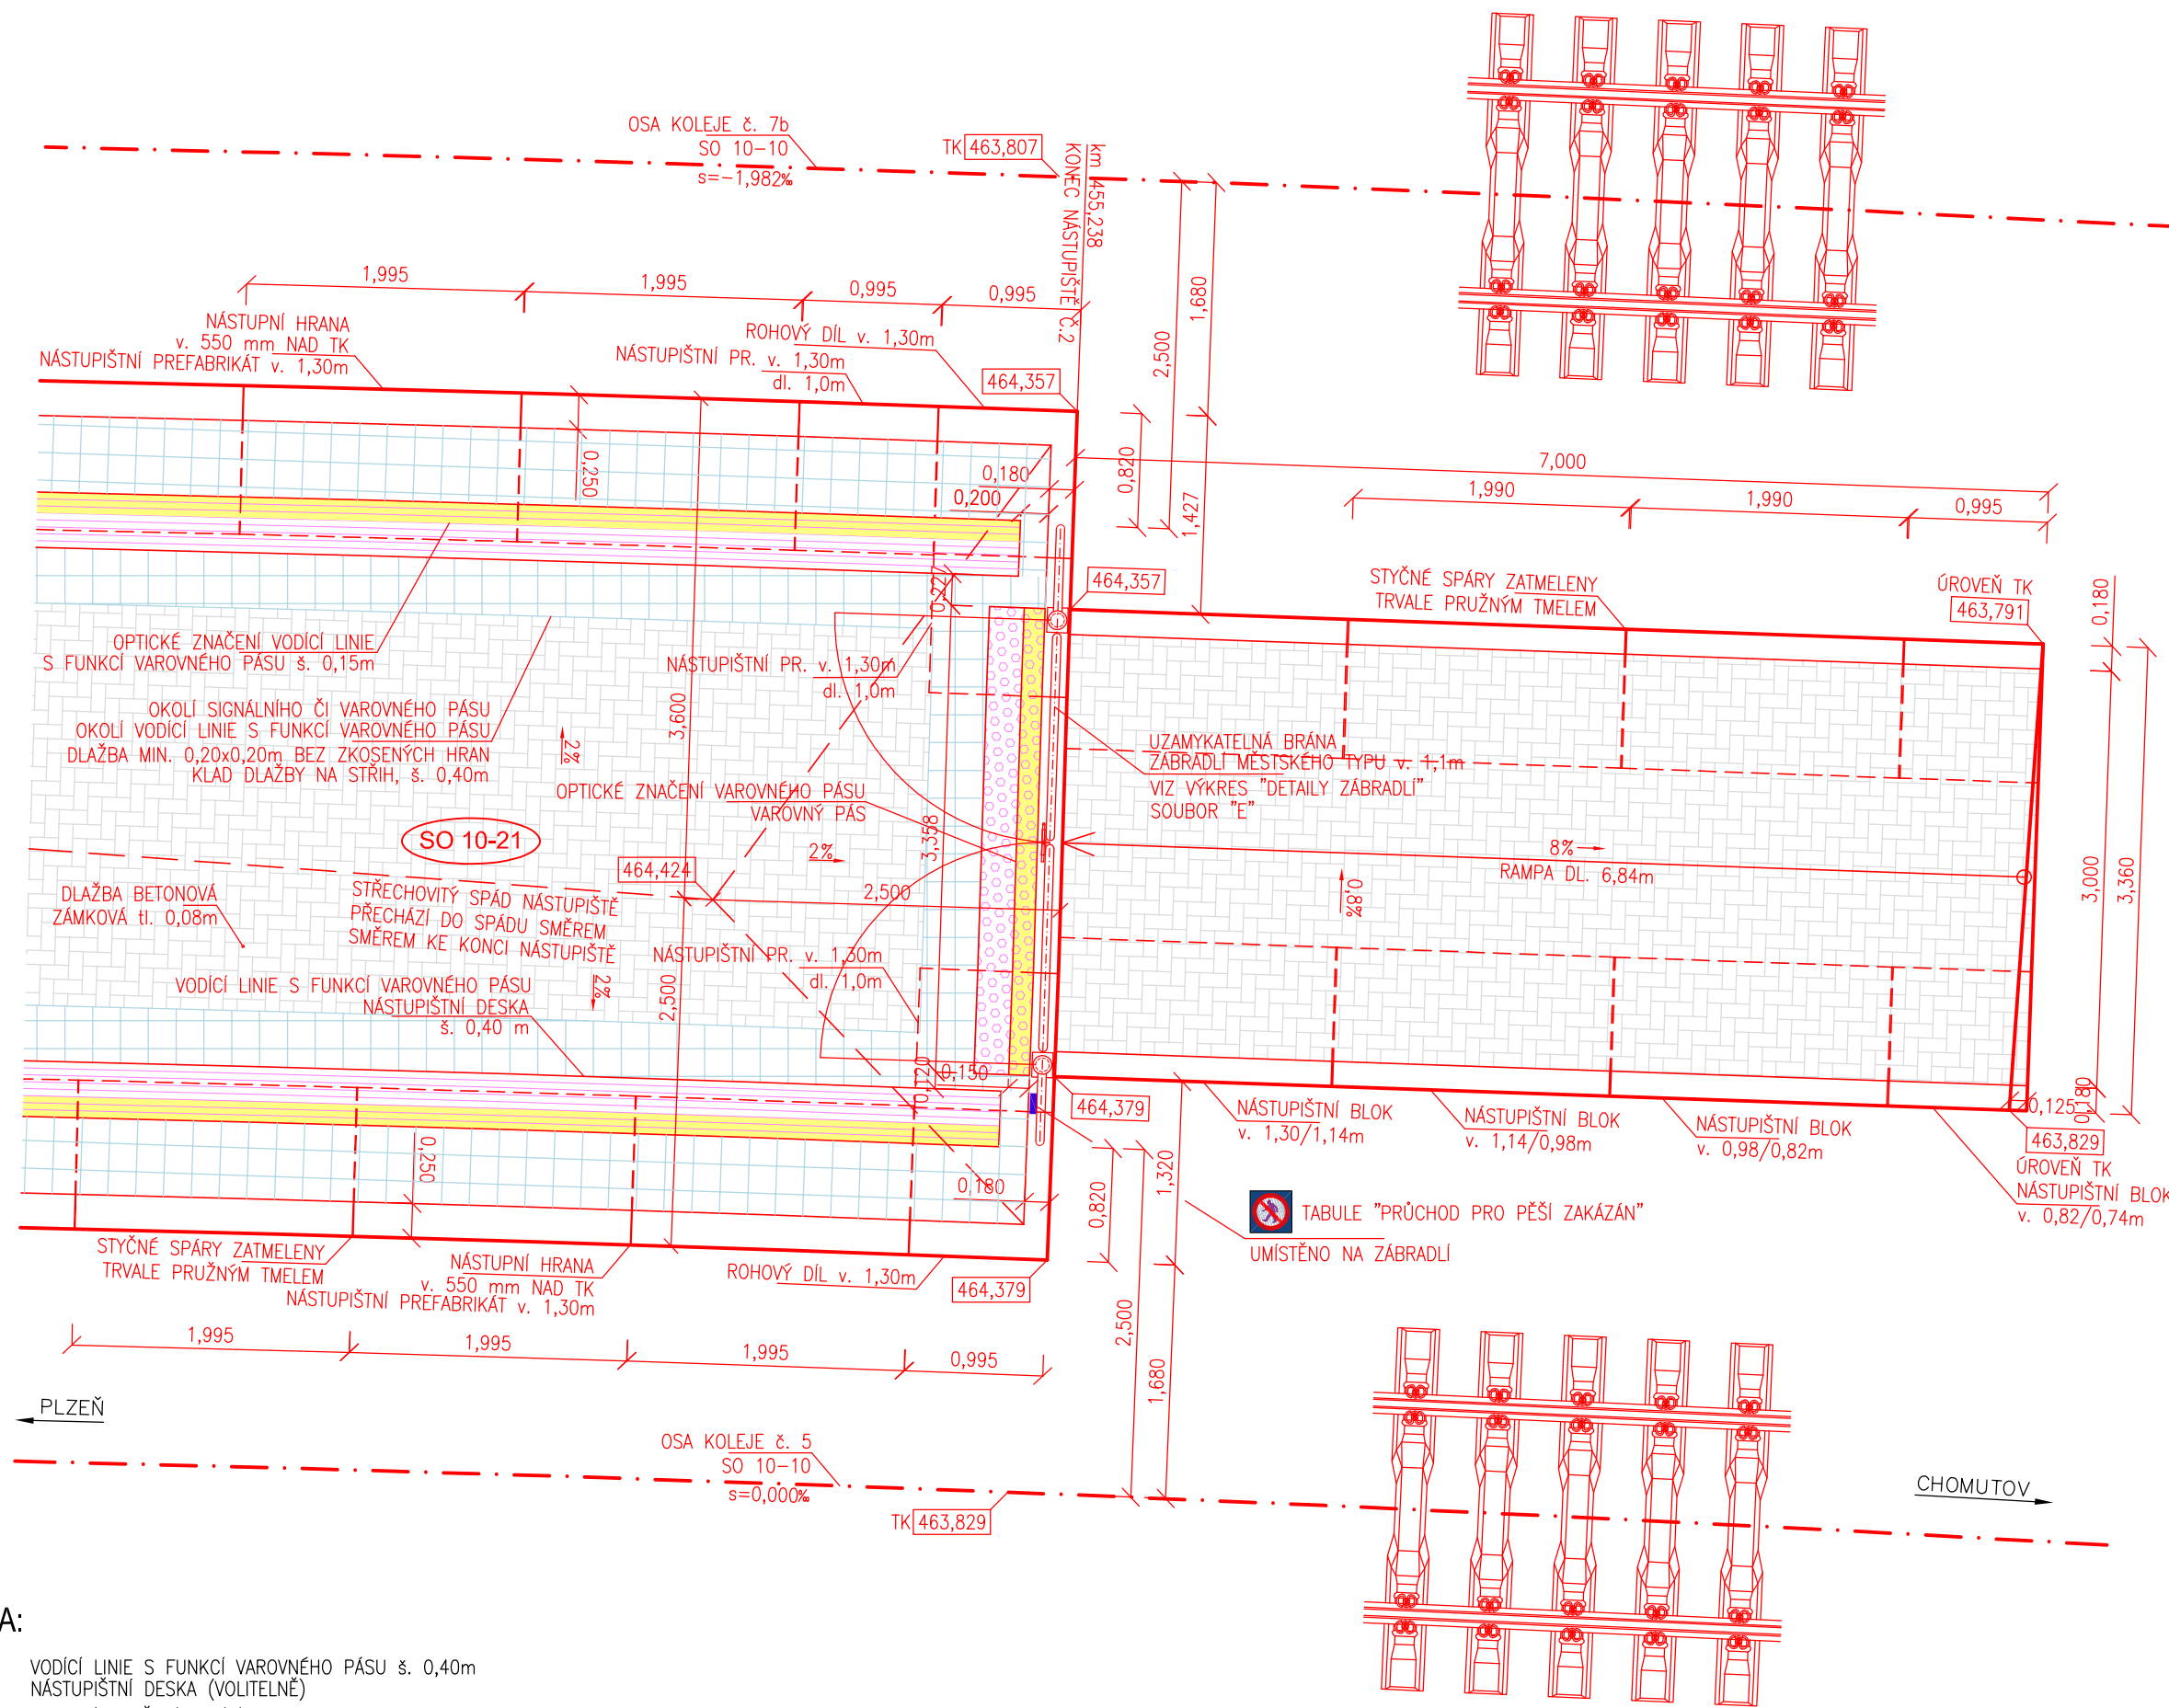 OSA KOLEJE č. 7b
SO 10-10
s=-1,982‰
TK 463,807
km 455,238
KONEC NÁSTUPIŠTĚ Č.2
1,995
1,995
0,995
0,995
NÁSTUPNÍ HRANA
v. 550 mm NAD TK
NÁSTUPIŠTNÍ PREFABRIKÁT v. 1,30m
ROHOVÝ DÍL v. 1,30m
NÁSTUPIŠTNÍ PR. v. 1,30m
dl. 1,0m
464,357
2,500
1,680
0,820
1,427
0,250
0,180
0,200
0,227
7,000
1,990
1,990
0,995
464,357
STYČNÉ SPÁRY ZATMELENY
TRVALE PRUŽNÝM TMELEM
ÚROVEŇ TK
463,791
0,180
OPTICKÉ ZNAČENÍ VODÍCÍ LINIE
S FUNKCÍ VAROVNÉHO PÁSU š. 0,15m
NÁSTUPIŠTNÍ PR. v. 1,30m
dl. 1,0m
OKOLÍ SIGNÁLNÍHO ČI VAROVNÉHO PÁSU
OKOLÍ VODÍCÍ LINIE S FUNKCÍ VAROVNÉHO PÁSU
DLAŽBA MIN. 0,20x0,20m BEZ ZKOSENÝCH HRAN
KLAD DLAŽBY NA STŘIH, š. 0,40m
2%
3,600
UZAMYKATELNÁ BRÁNA
ZÁBRADLÍ MĚSTSKÉHO TYPU v. 1,1m
VIZ VÝKRES "DETAILY ZÁBRADLÍ"
SOUBOR "E"
OPTICKÉ ZNAČENÍ VAROVNÉHO PÁSU
VAROVNÝ PÁS
SO 10-21
2%
3,358
8%
RAMPA DL. 6,84m
0,8%
3,000
3,360
464,424
2,500
DLAŽBA BETONOVÁ
ZÁMKOVÁ tl. 0,08m
STŘECHOVITÝ SPÁD NÁSTUPIŠTĚ
PŘECHÁZÍ DO SPÁDU SMĚREM
SMĚREM KE KONCI NÁSTUPIŠTĚ
NÁSTUPIŠTNÍ PR. v. 1,30m
dl. 1,0m
2%
2,500
VODÍCÍ LINIE S FUNKCÍ VAROVNÉHO PÁSU
NÁSTUPIŠTNÍ DESKA
š. 0,40 m
0,120
0,150
464,379
NÁSTUPIŠTNÍ BLOK
v. 1,30/1,14m
NÁSTUPIŠTNÍ BLOK
v. 1,14/0,98m
NÁSTUPIŠTNÍ BLOK
v. 0,98/0,82m
0,125
0,180
463,829
ÚROVEŇ TK
NÁSTUPIŠTNÍ BLOK
v. 0,82/0,74m
0,250
0,180
0,820
1,320
TABULE "PRŮCHOD PRO PĚŠÍ ZAKÁZÁN"
UMÍSTĚNO NA ZÁBRADLÍ
STYČNÉ SPÁRY ZATMELENY
TRVALE PRUŽNÝM TMELEM
NÁSTUPNÍ HRANA
v. 550 mm NAD TK
NÁSTUPIŠTNÍ PREFABRIKÁT v. 1,30m
ROHOVÝ DÍL v. 1,30m
464,379
2,500
1,680
1,995
1,995
1,995
0,995
PLZEŇ
OSA KOLEJE č. 5
SO 10-10
s=0,000‰
TK 463,829
CHOMUTOV
A:
VODÍCÍ LINIE S FUNKCÍ VAROVNÉHO PÁSU š. 0,40m
NÁSTUPIŠTNÍ DESKA (VOLITELNĚ)